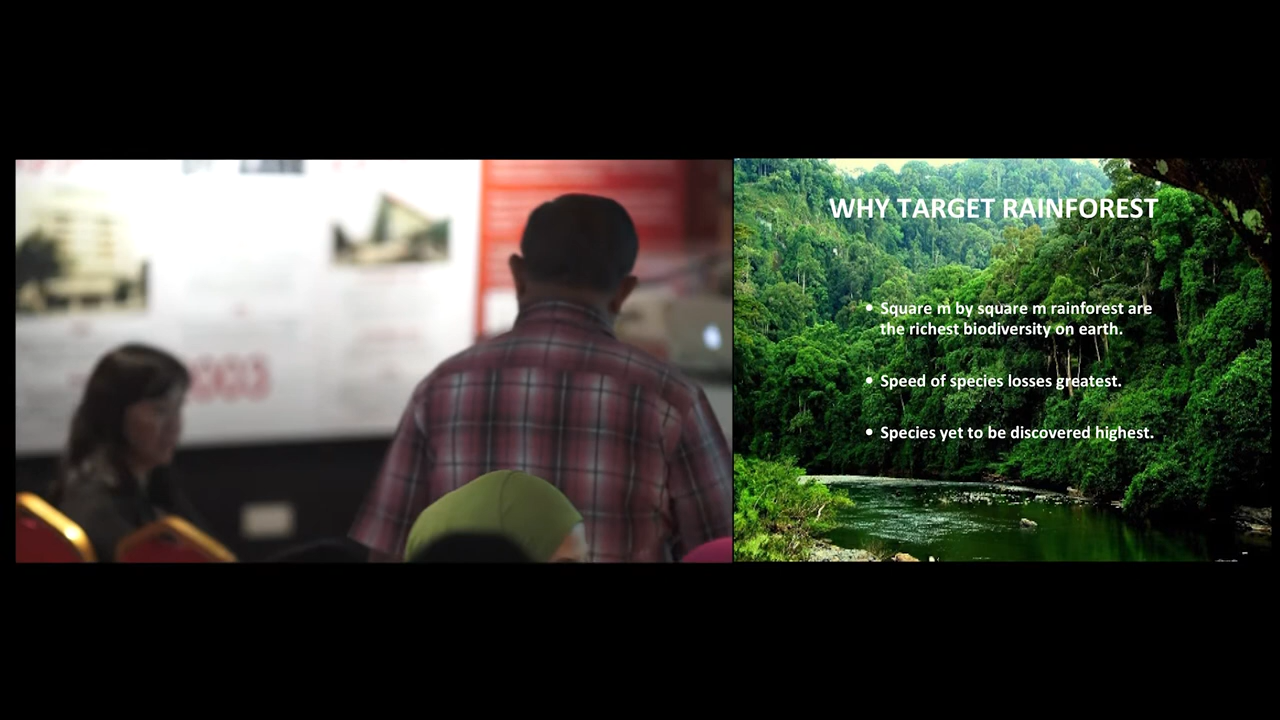 2003
WHY TARGET RAINFOREST
• Square m by square m rainforest are
the richest biodiversity on earth.
• Speed of species losses greatest.
• Species yet to be discovered highest.